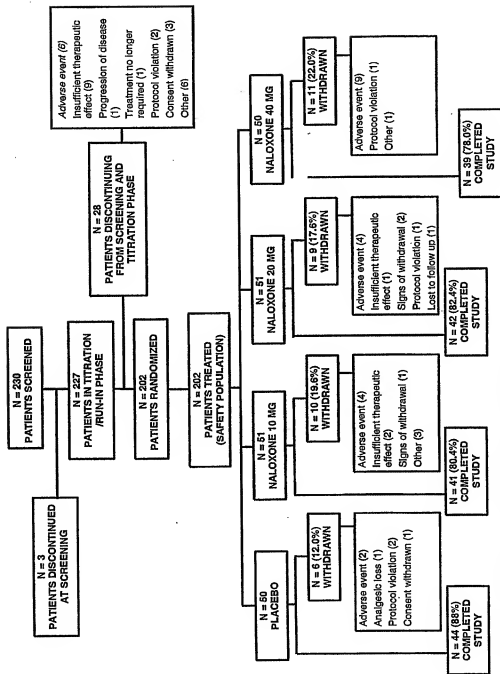 N = 230
PATIENTS SCREENED
N = 3
PATIENTS DISCONTINUED
AT SCREENING
N = 227
PATIENTS IN TITRATION
/RUN-IN PHASE
N = 28
PATIENTS DISCONTINUING
FROM SCREENING AND
TITRATION PHASE
Adverse event (6)
Insufficient therapeutic
effect (9)
Progression of disease
(1)
Treatment no longer
required (1)
Protocol violation (2)
Consent withdrawn (3)
Other (6)
N = 202
PATIENTS RANDOMIZED
N = 202
PATIENTS TREATED
(SAFETY POPULATION)
N = 50
PLACEBO
N = 6 (12.0%)
WITHDRAWN
Adverse event (2)
Analgesic loss (1)
Protocol violation (2)
Consent withdrawn (1)
N = 44 (88%)
COMPLETED
STUDY
N = 51
NALOXONE 10 MG
N = 10 (19.6%)
WITHDRAWN
Adverse event (4)
Insufficient therapeutic
effect (2)
Signs of withdrawal (1)
Other (3)
N = 41 (80.4%)
COMPLETED
STUDY
N = 51
NALOXONE 20 MG
N = 9 (17.6%)
WITHDRAWN
Adverse event (4)
Insufficient therapeutic
effect (1)
Signs of withdrawal (2)
Protocol violation (1)
Lost to follow up (1)
N = 42 (82.4%)
COMPLETED
STUDY
N = 50
NALOXONE 40 MG
N = 11 (22.0%)
WITHDRAWN
Adverse event (9)
Protocol violation (1)
Other (1)
N = 39 (78.0%)
COMPLETED
STUDY